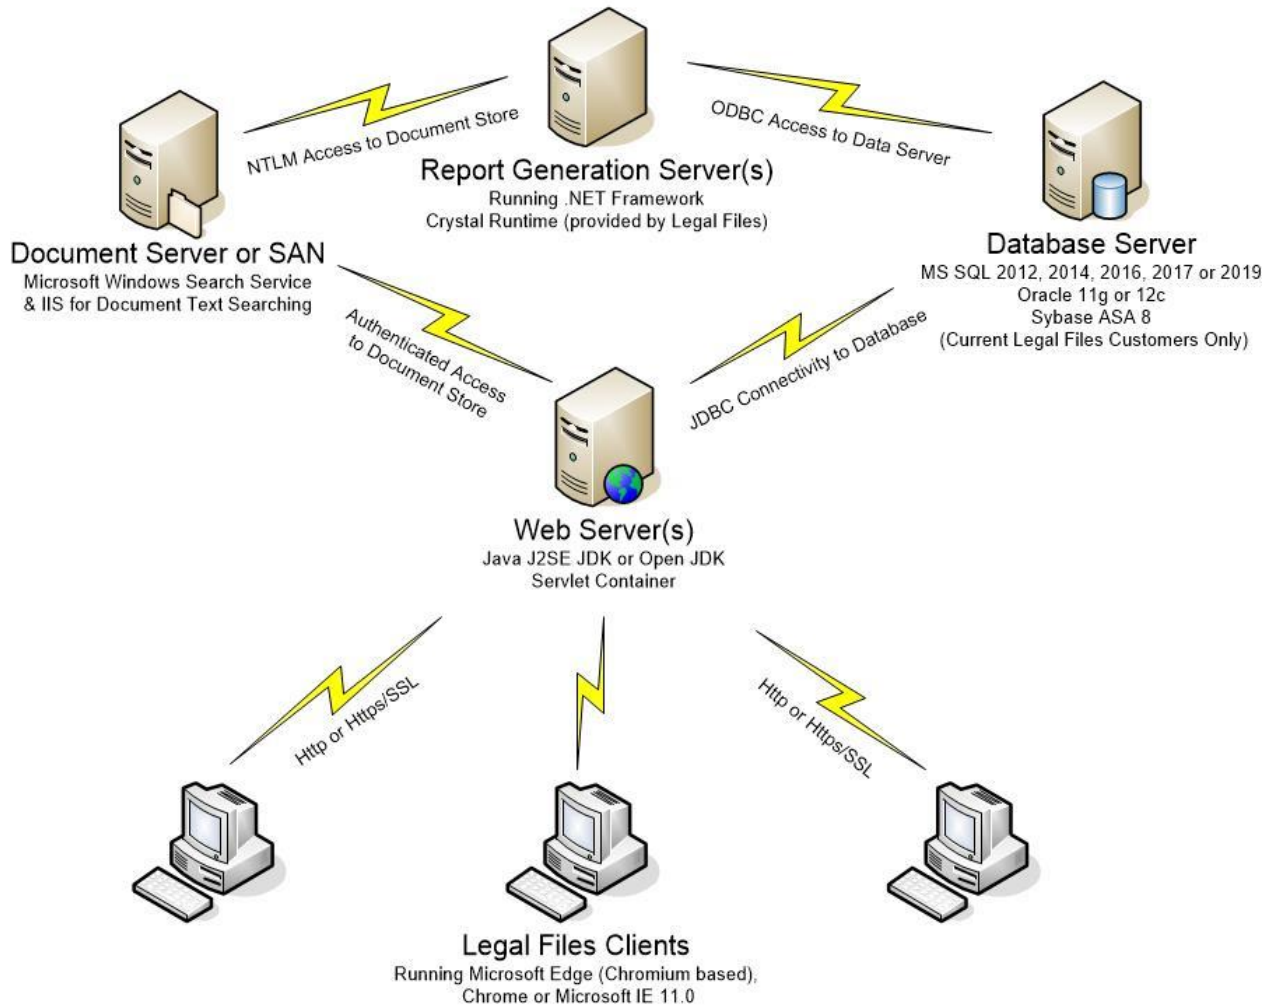 NTLM Access to Document Store
ODBC Access to Data Server
Report Generation Server(s)
Running .NET Framework
Crystal Runtime (provided by Legal Files)
Document Server or SAN
Microsoft Windows Search Service
& IIS for Document Text Searching
Database Server
MS SQL 2012, 2014, 2016, 2017 or 2019
Oracle 11g or 12c
Sybase ASA 8
(Current Legal Files Customers Only)
Authenticated Access
to Document Store
JDBC Connectivity to Database
Web Server(s)
Java J2SE JDK or Open JDK
Servlet Container
Http or Https/SSL
Http or Https/SSL
Legal Files Clients
Running Microsoft Edge (Chromium based),
Chrome or Microsoft IE 11.0